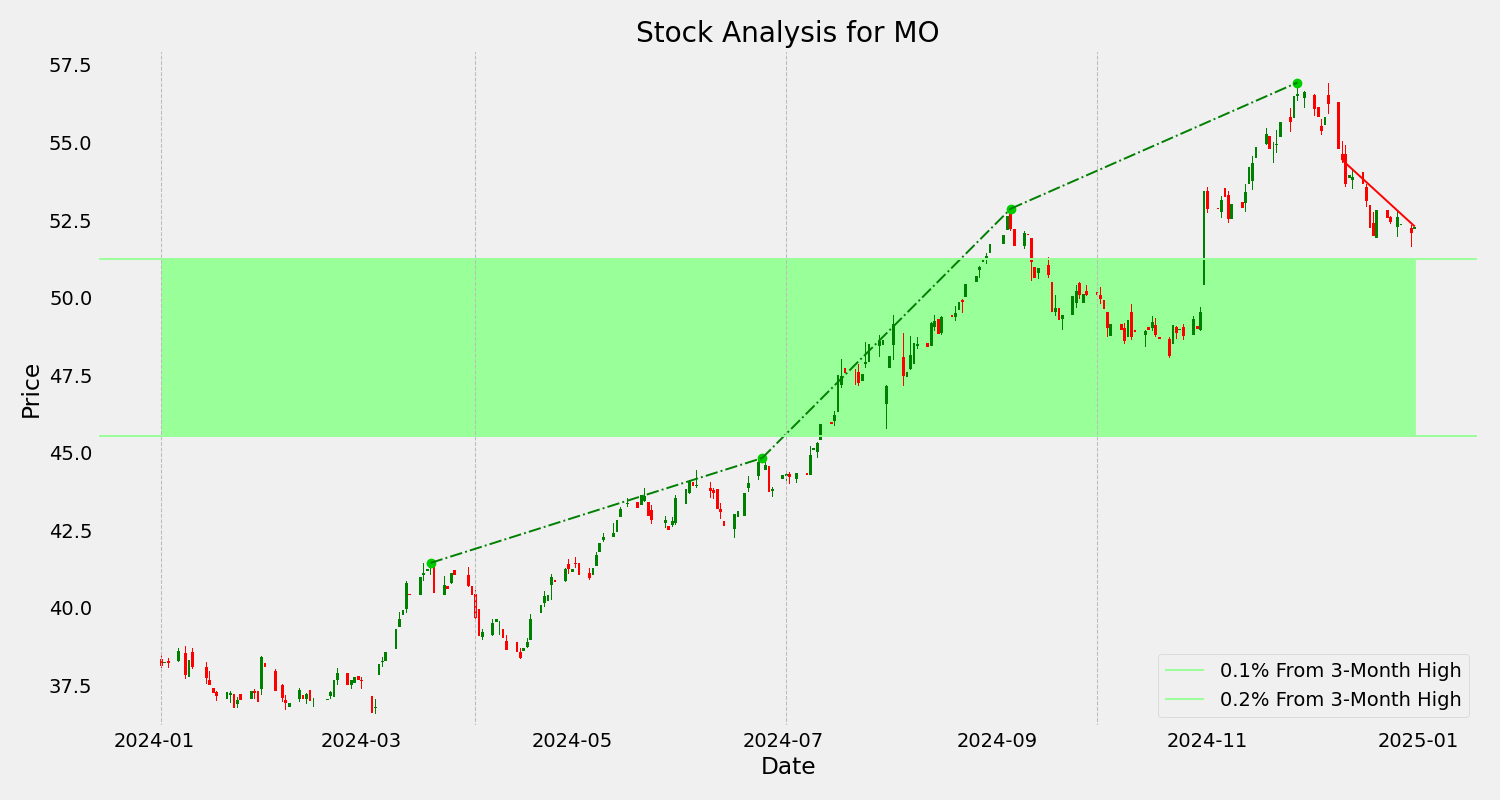 Stock Analysis for MO
57.5
55.0
52.5
50.0
47.5
45.0
42.5
40.0
37.5
Price
2024-01 2024-03 2024-05 2024-07 2024-09 2024-11 2025-01
Date
0.1% From 3-Month High
0.2% From 3-Month High